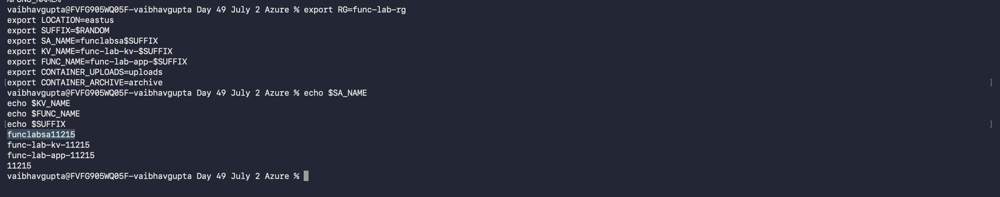 %FUNC_NAME%
vaibhavgupta@FVFG905WQ05F-vaibhavgupta Day 49 July 2 Azure % export RG=func-lab-rg
export LOCATION=eastus
export SUFFIX=$RANDOM
export SA_NAME=funclabsa$SUFFIX
export KV_NAME=func-lab-kv-$SUFFIX
export FUNC_NAME=func-lab-app-$SUFFIX
export CONTAINER_UPLOADS=uploads
[export CONTAINER_ARCHIVE=archive ]
vaibhavgupta@FVFG905WQ05F-vaibhavgupta Day 49 July 2 Azure % echo $SA_NAME
echo $KV_NAME
echo $FUNC_NAME
[echo $SUFFIX ]
funclabsa11215
func-lab-kv-11215
func-lab-app-11215
11215
vaibhavgupta@FVFG905WQ05F-vaibhavgupta Day 49 July 2 Azure %